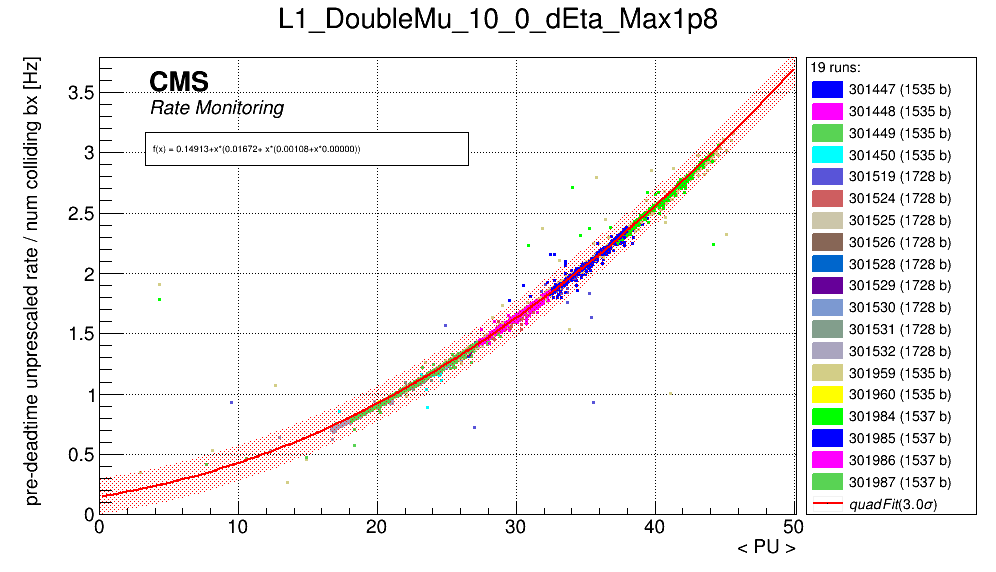 L1_DoubleMu_10_0_dEta_Max1p8
pre-deadtime unprescaled rate / num colliding bx [Hz]
CMS
Rate Monitoring
f(x) = 0.14913+x*(0.01672+ x*(0.00108+x*0.00000))
3.5
3
2.5
2
1.5
1
0.5
0
0 10 20 30 40 50
< PU >
19 runs:
301447 (1535 b)
301448 (1535 b)
301449 (1535 b)
301450 (1535 b)
301519 (1728 b)
301524 (1728 b)
301525 (1728 b)
301526 (1728 b)
301528 (1728 b)
301529 (1728 b)
301530 (1728 b)
301531 (1728 b)
301532 (1728 b)
301959 (1535 b)
301960 (1535 b)
301984 (1537 b)
301985 (1537 b)
301986 (1537 b)
301987 (1537 b)
quadFit(3.0σ)